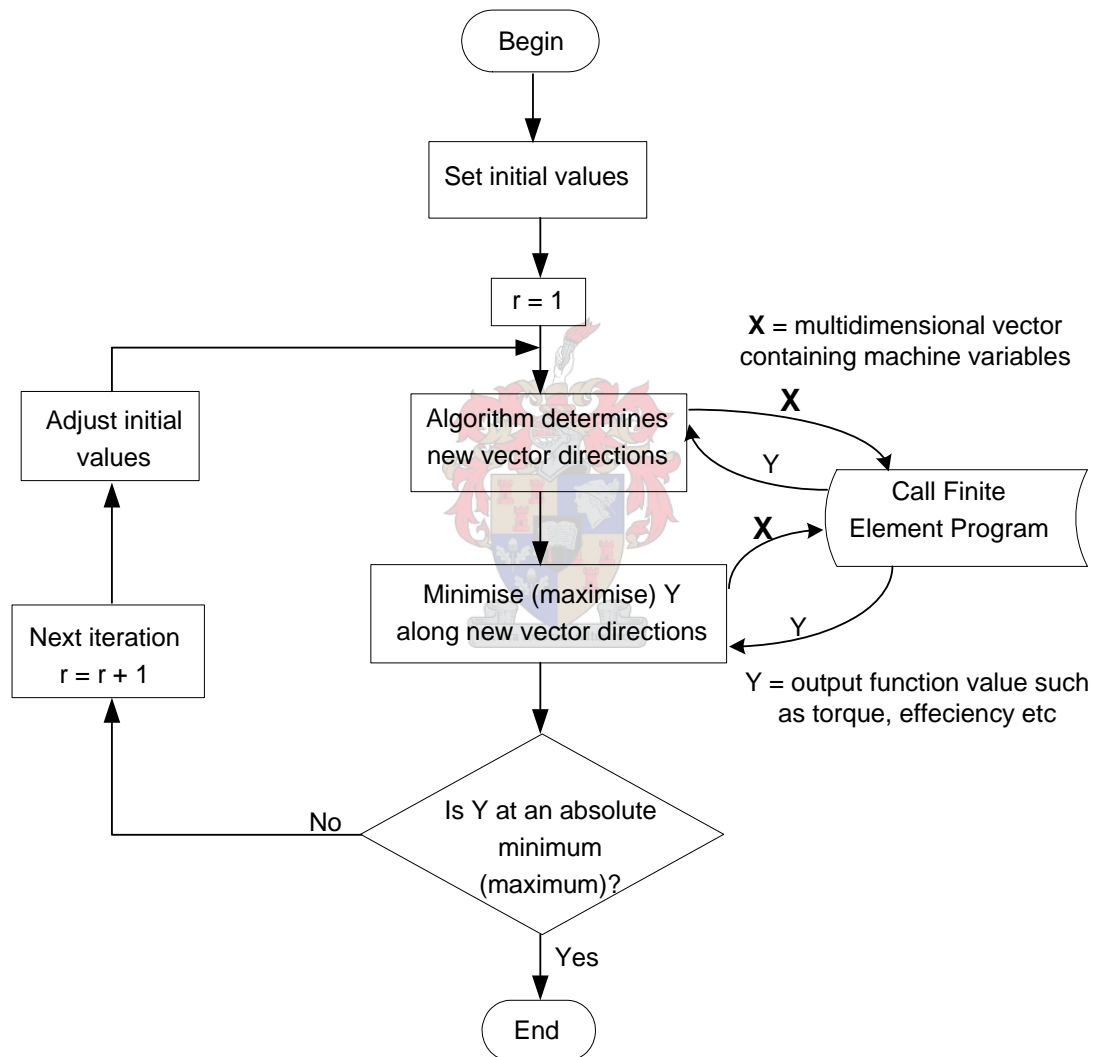 Begin
Set initial values
r = 1
X = multidimensional vector
containing machine variables
Adjust initial
values
Algorithm determines
new vector directions
X
Y
Call Finite
Element Program
X
Minimise (maximise) Y
along new vector directions
Y
Next iteration
r = r + 1
Y = output function value such
as torque, effeciency etc
Is Y at an absolute
minimum
(maximum)?
No
Yes
End